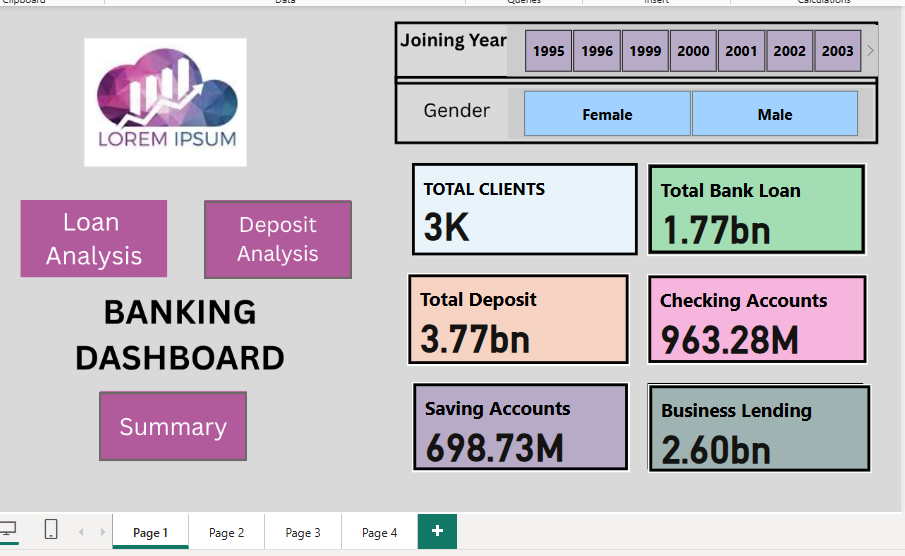 Clipboard
Data
Queries
Insert
Calculations
LOREM IPSUM
Joining Year
1995
1996
1999
2000
2001
2002
2003
Gender
Female
Male
Loan
Analysis
Deposit
Analysis
BANKING
DASHBOARD
Summary
TOTAL CLIENTS
3K
Total Bank Loan
1.77bn
Total Deposit
3.77bn
Checking Accounts
963.28M
Saving Accounts
698.73M
Business Lending
2.60bn
Page 1
Page 2
Page 3
Page 4
+